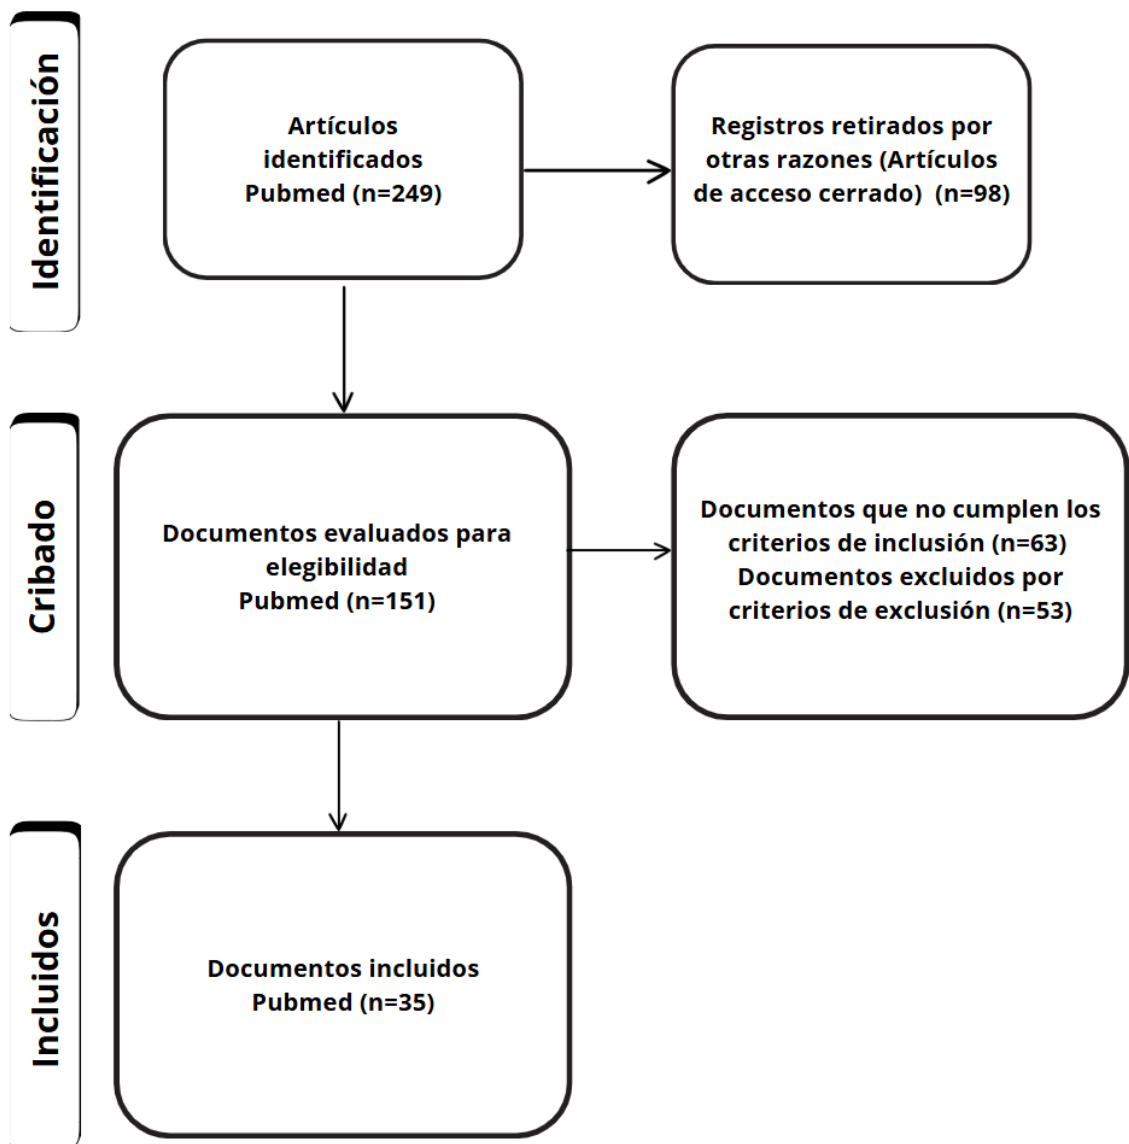 Identificación
Artículos
identificados
Pubmed (n=249)
Registros retirados por
otras razones (Artículos
de acceso cerrado)  (n=98)
Cribado
Documentos evaluados para
elegibilidad
Pubmed (n=151)
Documentos que no cumplen los
criterios de inclusión (n=63)
Documentos excluidos por
criterios de exclusión (n=53)
Incluidos
Documentos incluidos
Pubmed (n=35)